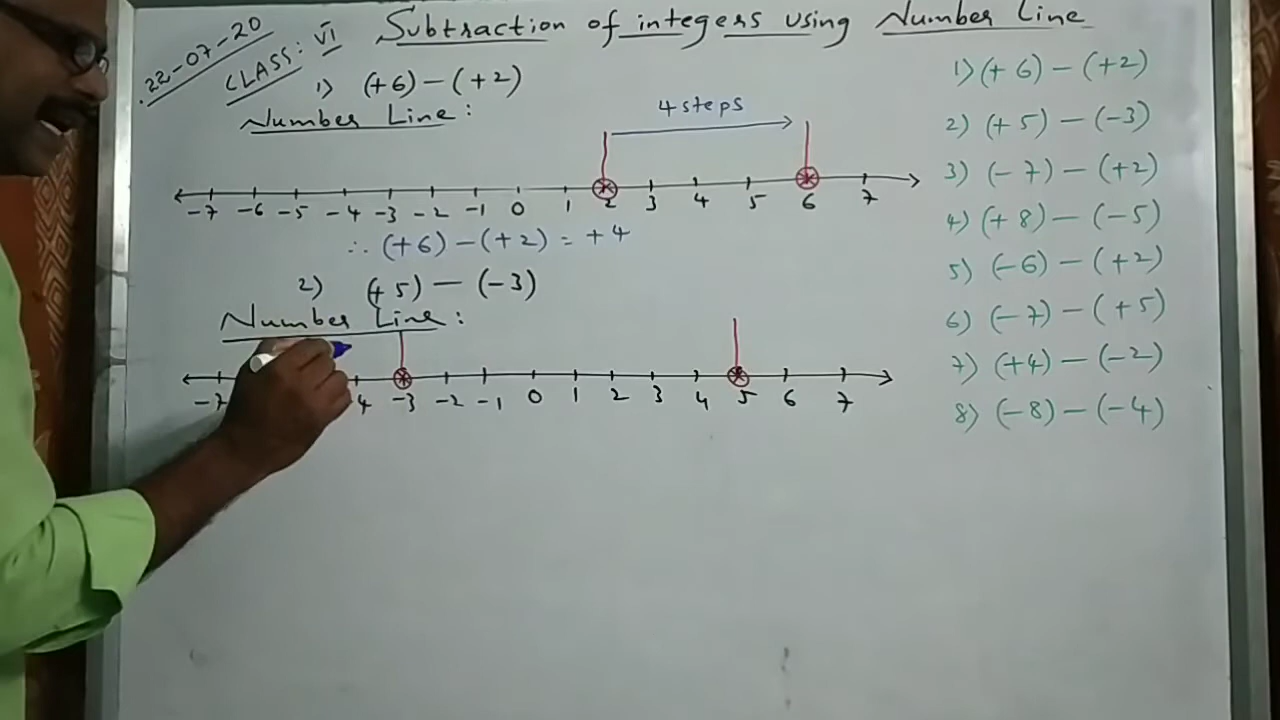 22-07-20
CLASS: VI
Subtraction of integers using Number Line
1) (+6) - (+2)
Number Line:
4 steps
-7 -6 -5 -4 -3 -2 -1 0 1 2 3 4 5 6 7
∴ (+6) - (+2) = +4
2) (+5) - (-3)
Number Line:
-7 4 -3 -2 -1 0 1 2 3 4 5 6 7
1) (+6) - (+2)
2) (+5) - (-3)
3) (-7) - (+2)
4) (+8) - (-5)
5) (-6) - (+2)
6) (-7) - (+5)
7) (+4) - (-2)
8) (-8) - (-4)